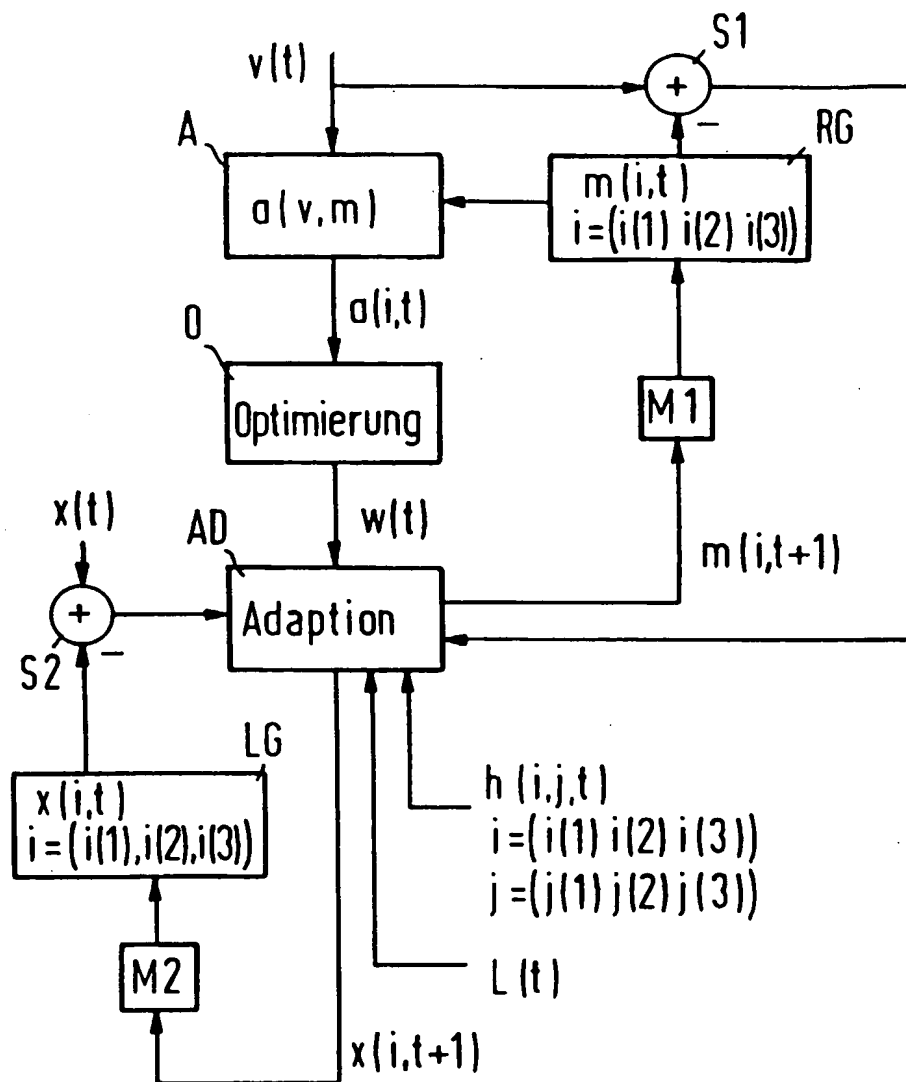 S1
v(t)
+
−
A
RG
a(v,m)
m(i,t)
i=(i(1) i(2) i(3))
a(i,t)
O
M1
Optimierung
x(t)
w(t)
AD
m(i,t+1)
+
Adaption
−
S2
LG
x(i,t)
i=(i(1),i(2),i(3))
h(i,j,t)
i=(i(1) i(2) i(3))
j=(j(1) j(2) j(3))
M2
L(t)
x(i,t+1)